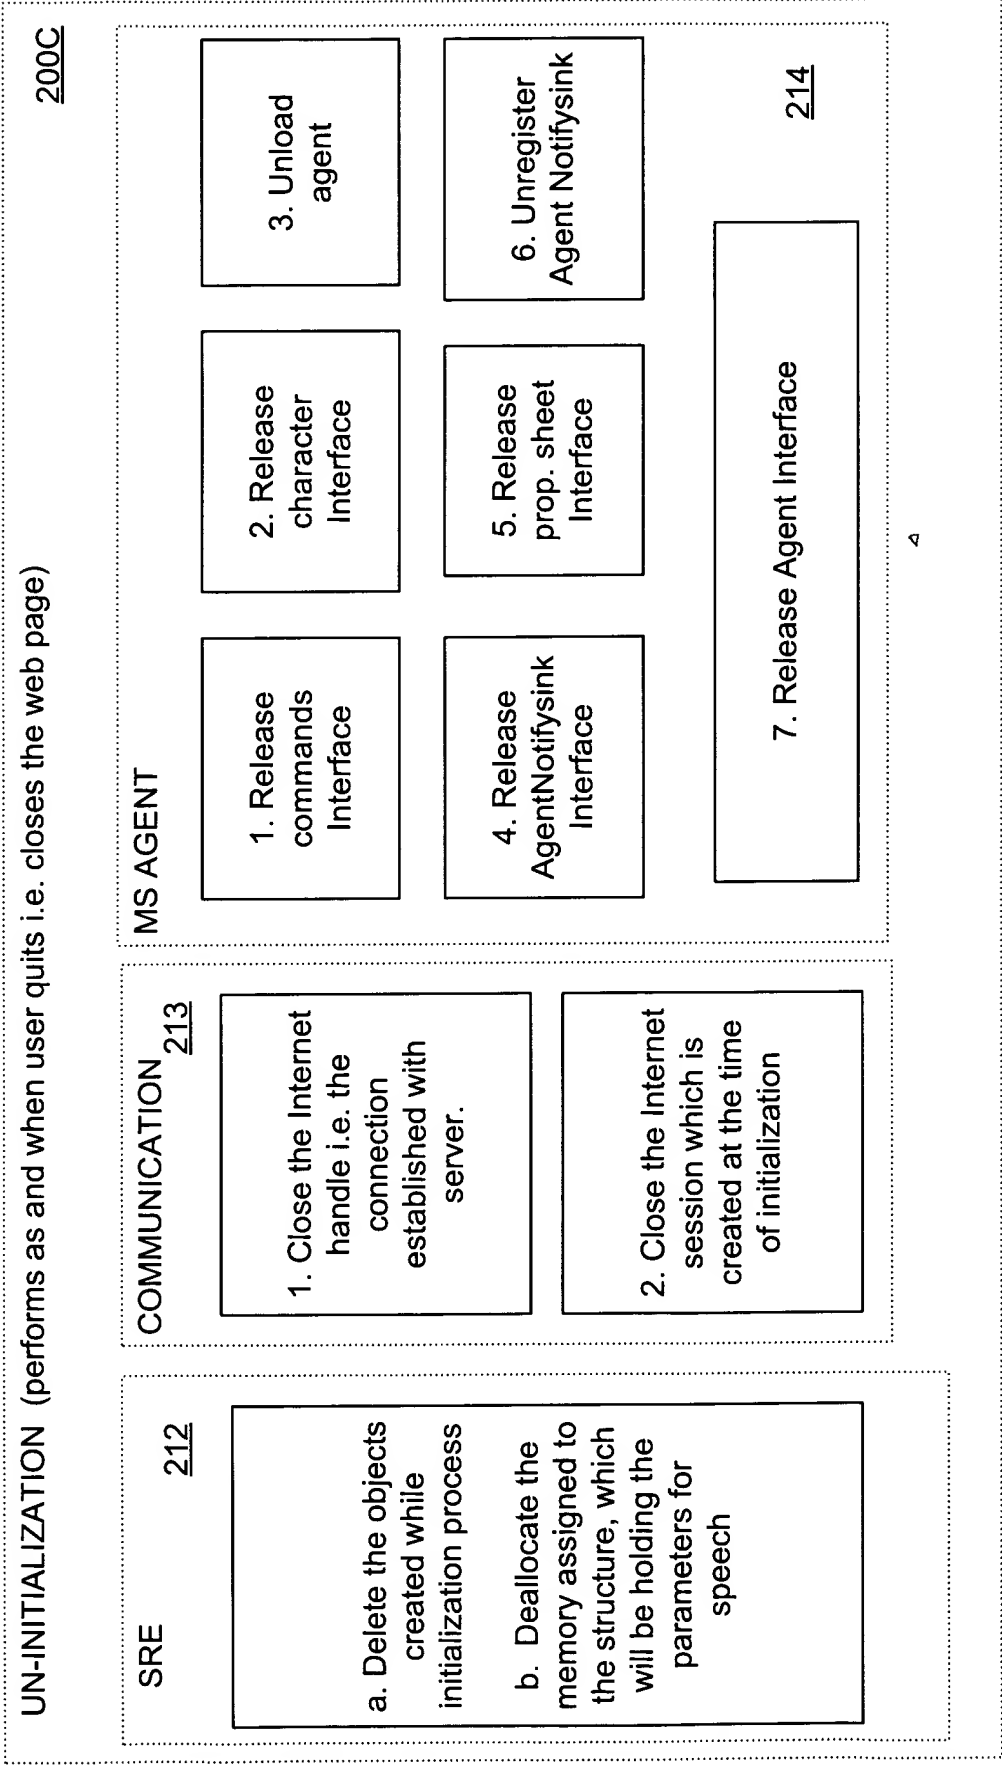 UN-INITIALIZATION (performs as and when user quits i.e. closes the web page)
200C
SRE
212
a. Delete the objects
created while
initialization process
b. Deallocate the
memory assigned to
the structure, which
will be holding the
parameters for
speech
COMMUNICATION
213
1. Close the Internet
handle i.e. the
connection
established with
server.
2. Close the Internet
session which is
created at the time
of initialization
MS AGENT
1. Release
commands
Interface
2. Release
character
Interface
3. Unload
agent
4. Release
AgentNotifysink
Interface
5. Release
prop. sheet
Interface
6. Unregister
Agent Notifysink
7. Release Agent Interface
214